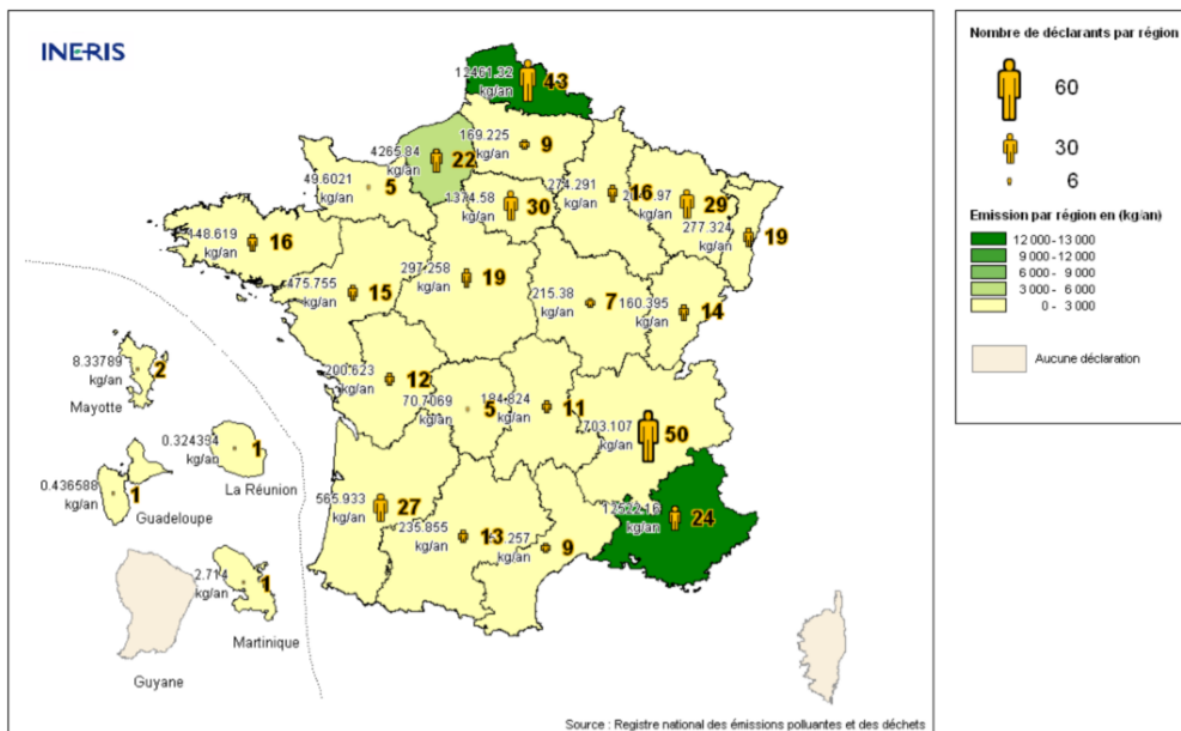 INERIS
12461.32
kg/an
43
169.225
kg/an
9
4265.84
kg/an
22
49.6021
kg/an
5
1374.58
kg/an
30
274.291
kg/an
16
kg/an
29
277.324
kg/an
19
448.619
kg/an
16
475.755
kg/an
15
297.258
kg/an
19
215.38
kg/an
7
160.395
kg/an
14
200.623
kg/an
12
70.7069
kg/an
5
184.824
kg/an
11
703.107
kg/an
50
565.933
kg/an
27
235.855
kg/an
13
kg/an
9
kg/an
24
8.33789
kg/an
2
Mayotte
0.324394
kg/an
1
La Réunion
0.436588
kg/an
1
Guadeloupe
2.714
kg/an
1
Martinique
Guyane
Source : Registre national des émissions polluantes et des déchets
Nombre de déclarants par région
60
30
6
Emission par région en (kg/an)
12 000 - 13 000
9 000 - 12 000
6 000 - 9 000
3 000 - 6 000
0 - 3 000
Aucune déclaration